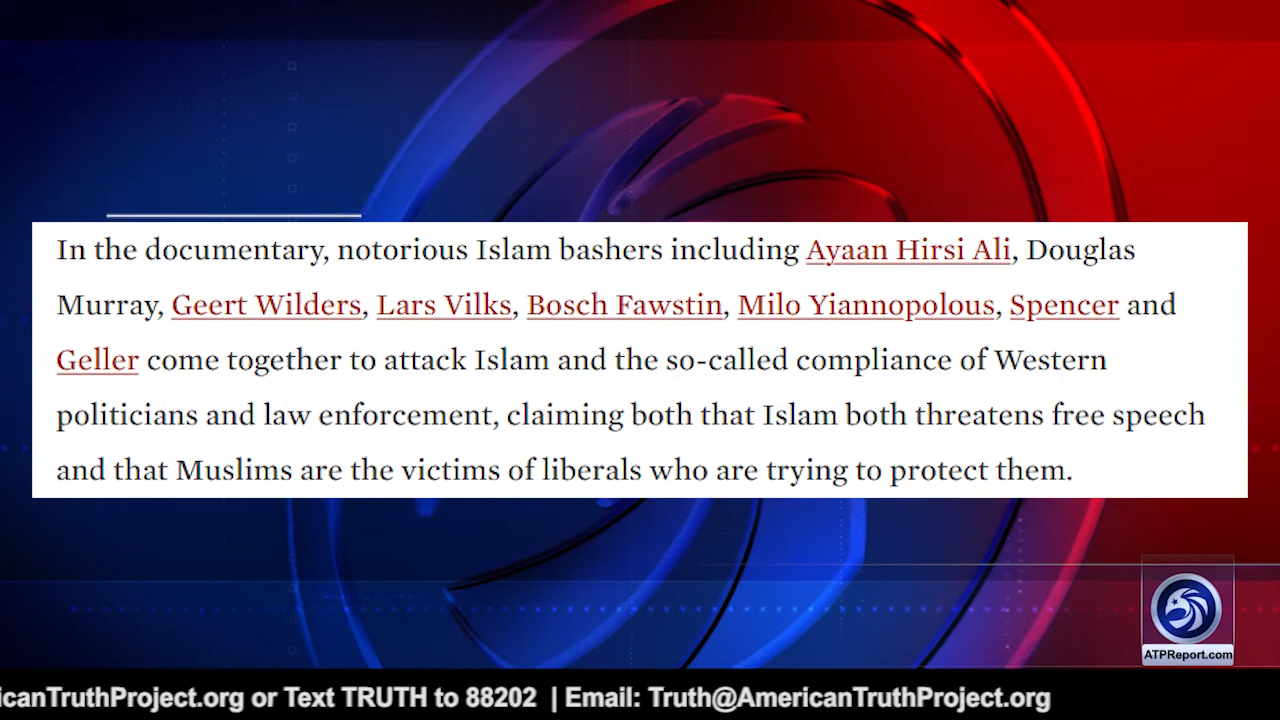 In the documentary, notorious Islam bashers including Ayaan Hirsi Ali, Douglas
Murray, Geert Wilders, Lars Vilks, Bosch Fawstin, Milo Yiannopolous, Spencer and
Geller come together to attack Islam and the so-called compliance of Western
politicians and law enforcement, claiming both that Islam both threatens free speech
and that Muslims are the victims of liberals who are trying to protect them.
ATPReport.com
icanTruthProject.org or Text TRUTH to 88202 | Email: Truth@AmericanTruthProject.org